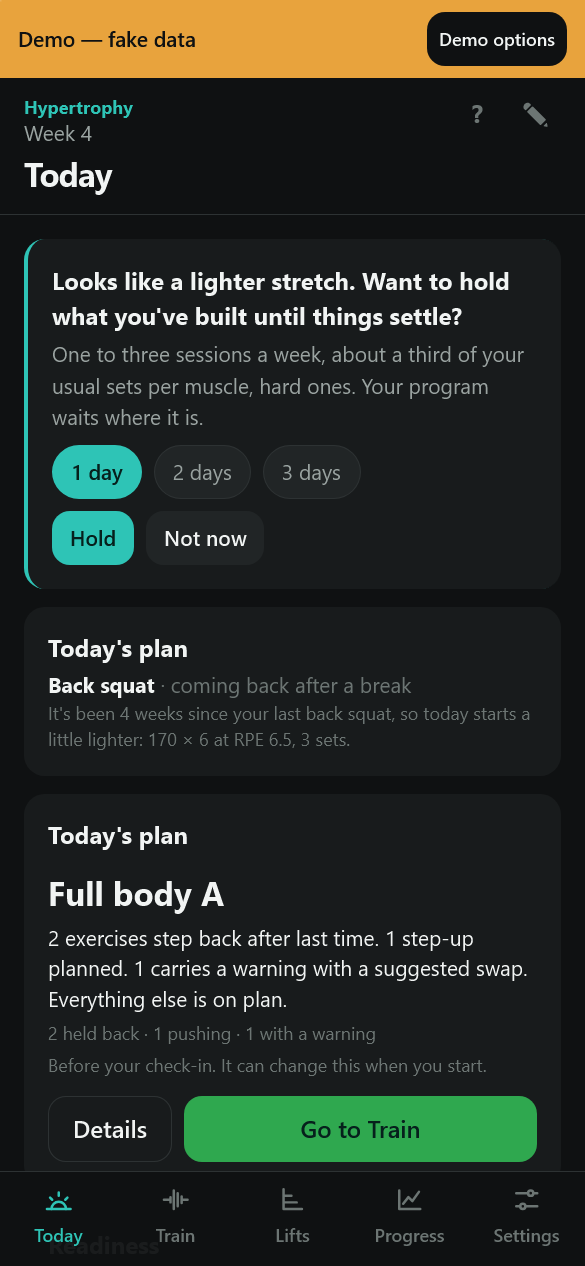 Demo — fake data
Demo options
Hypertrophy
Week 4
?
Today
Looks like a lighter stretch. Want to hold
what you've built until things settle?
One to three sessions a week, about a third of your
usual sets per muscle, hard ones. Your program
waits where it is.
1 day
2 days
3 days
Hold
Not now
Today's plan
Back squat · coming back after a break
It's been 4 weeks since your last back squat, so today starts a
little lighter: 170 × 6 at RPE 6.5, 3 sets.
Today's plan
Full body A
2 exercises step back after last time. 1 step-up
planned. 1 carries a warning with a suggested swap.
Everything else is on plan.
2 held back · 1 pushing · 1 with a warning
Before your check-in. It can change this when you start.
Details
Go to Train
Readiness
Today
Train
Lifts
Progress
Settings